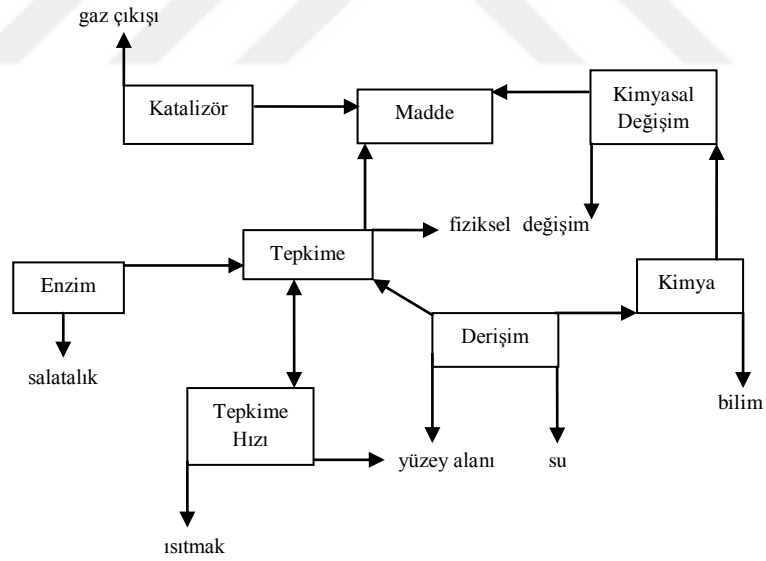 gaz çıkışı
Katalizör
Madde
Kimyasal
Değişim
fiziksel değişim
Tepkime
Enzim
Kimya
Derişim
salatalık
bilim
Tepkime
Hızı
yüzey alanı
su
ısıtmak